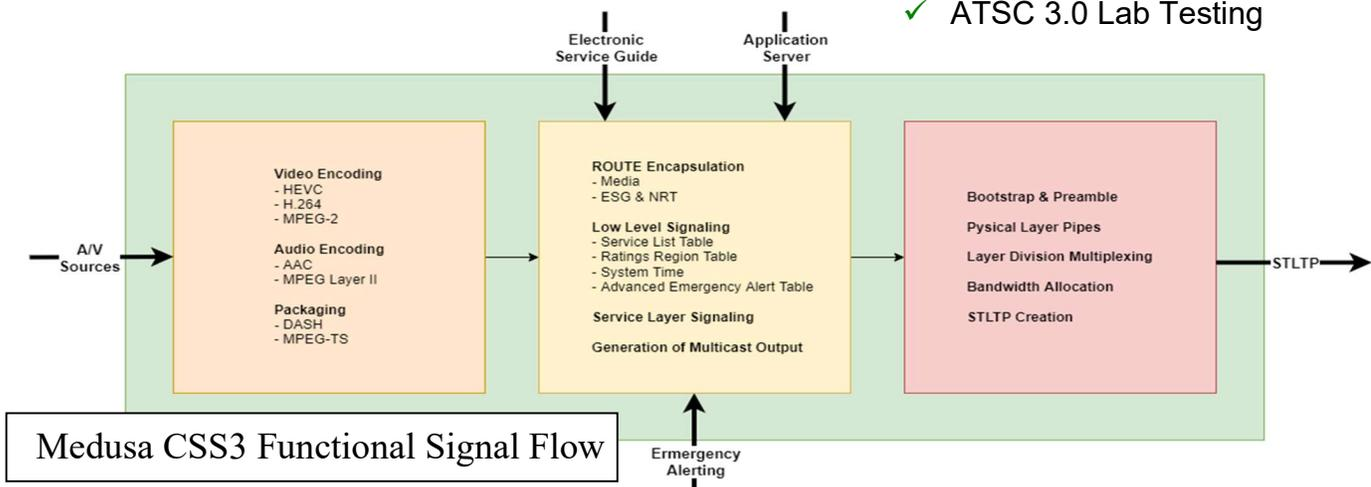 ✓ ATSC 3.0 Lab Testing
Electronic
Service Guide
Application
Server
A/V
Sources
Video Encoding
- HEVC
- H.264
- MPEG-2
Audio Encoding
- AAC
- MPEG Layer II
Packaging
- DASH
- MPEG-TS
ROUTE Encapsulation
- Media
- ESG & NRT
Low Level Signaling
- Service List Table
- Ratings Region Table
- System Time
- Advanced Emergency Alert Table
Service Layer Signaling
Generation of Multicast Output
Bootstrap & Preamble
Pysical Layer Pipes
Layer Division Multiplexing
Bandwidth Allocation
STLTP Creation
STLTP
Medusa CSS3 Functional Signal Flow
Ermergency
Alerting